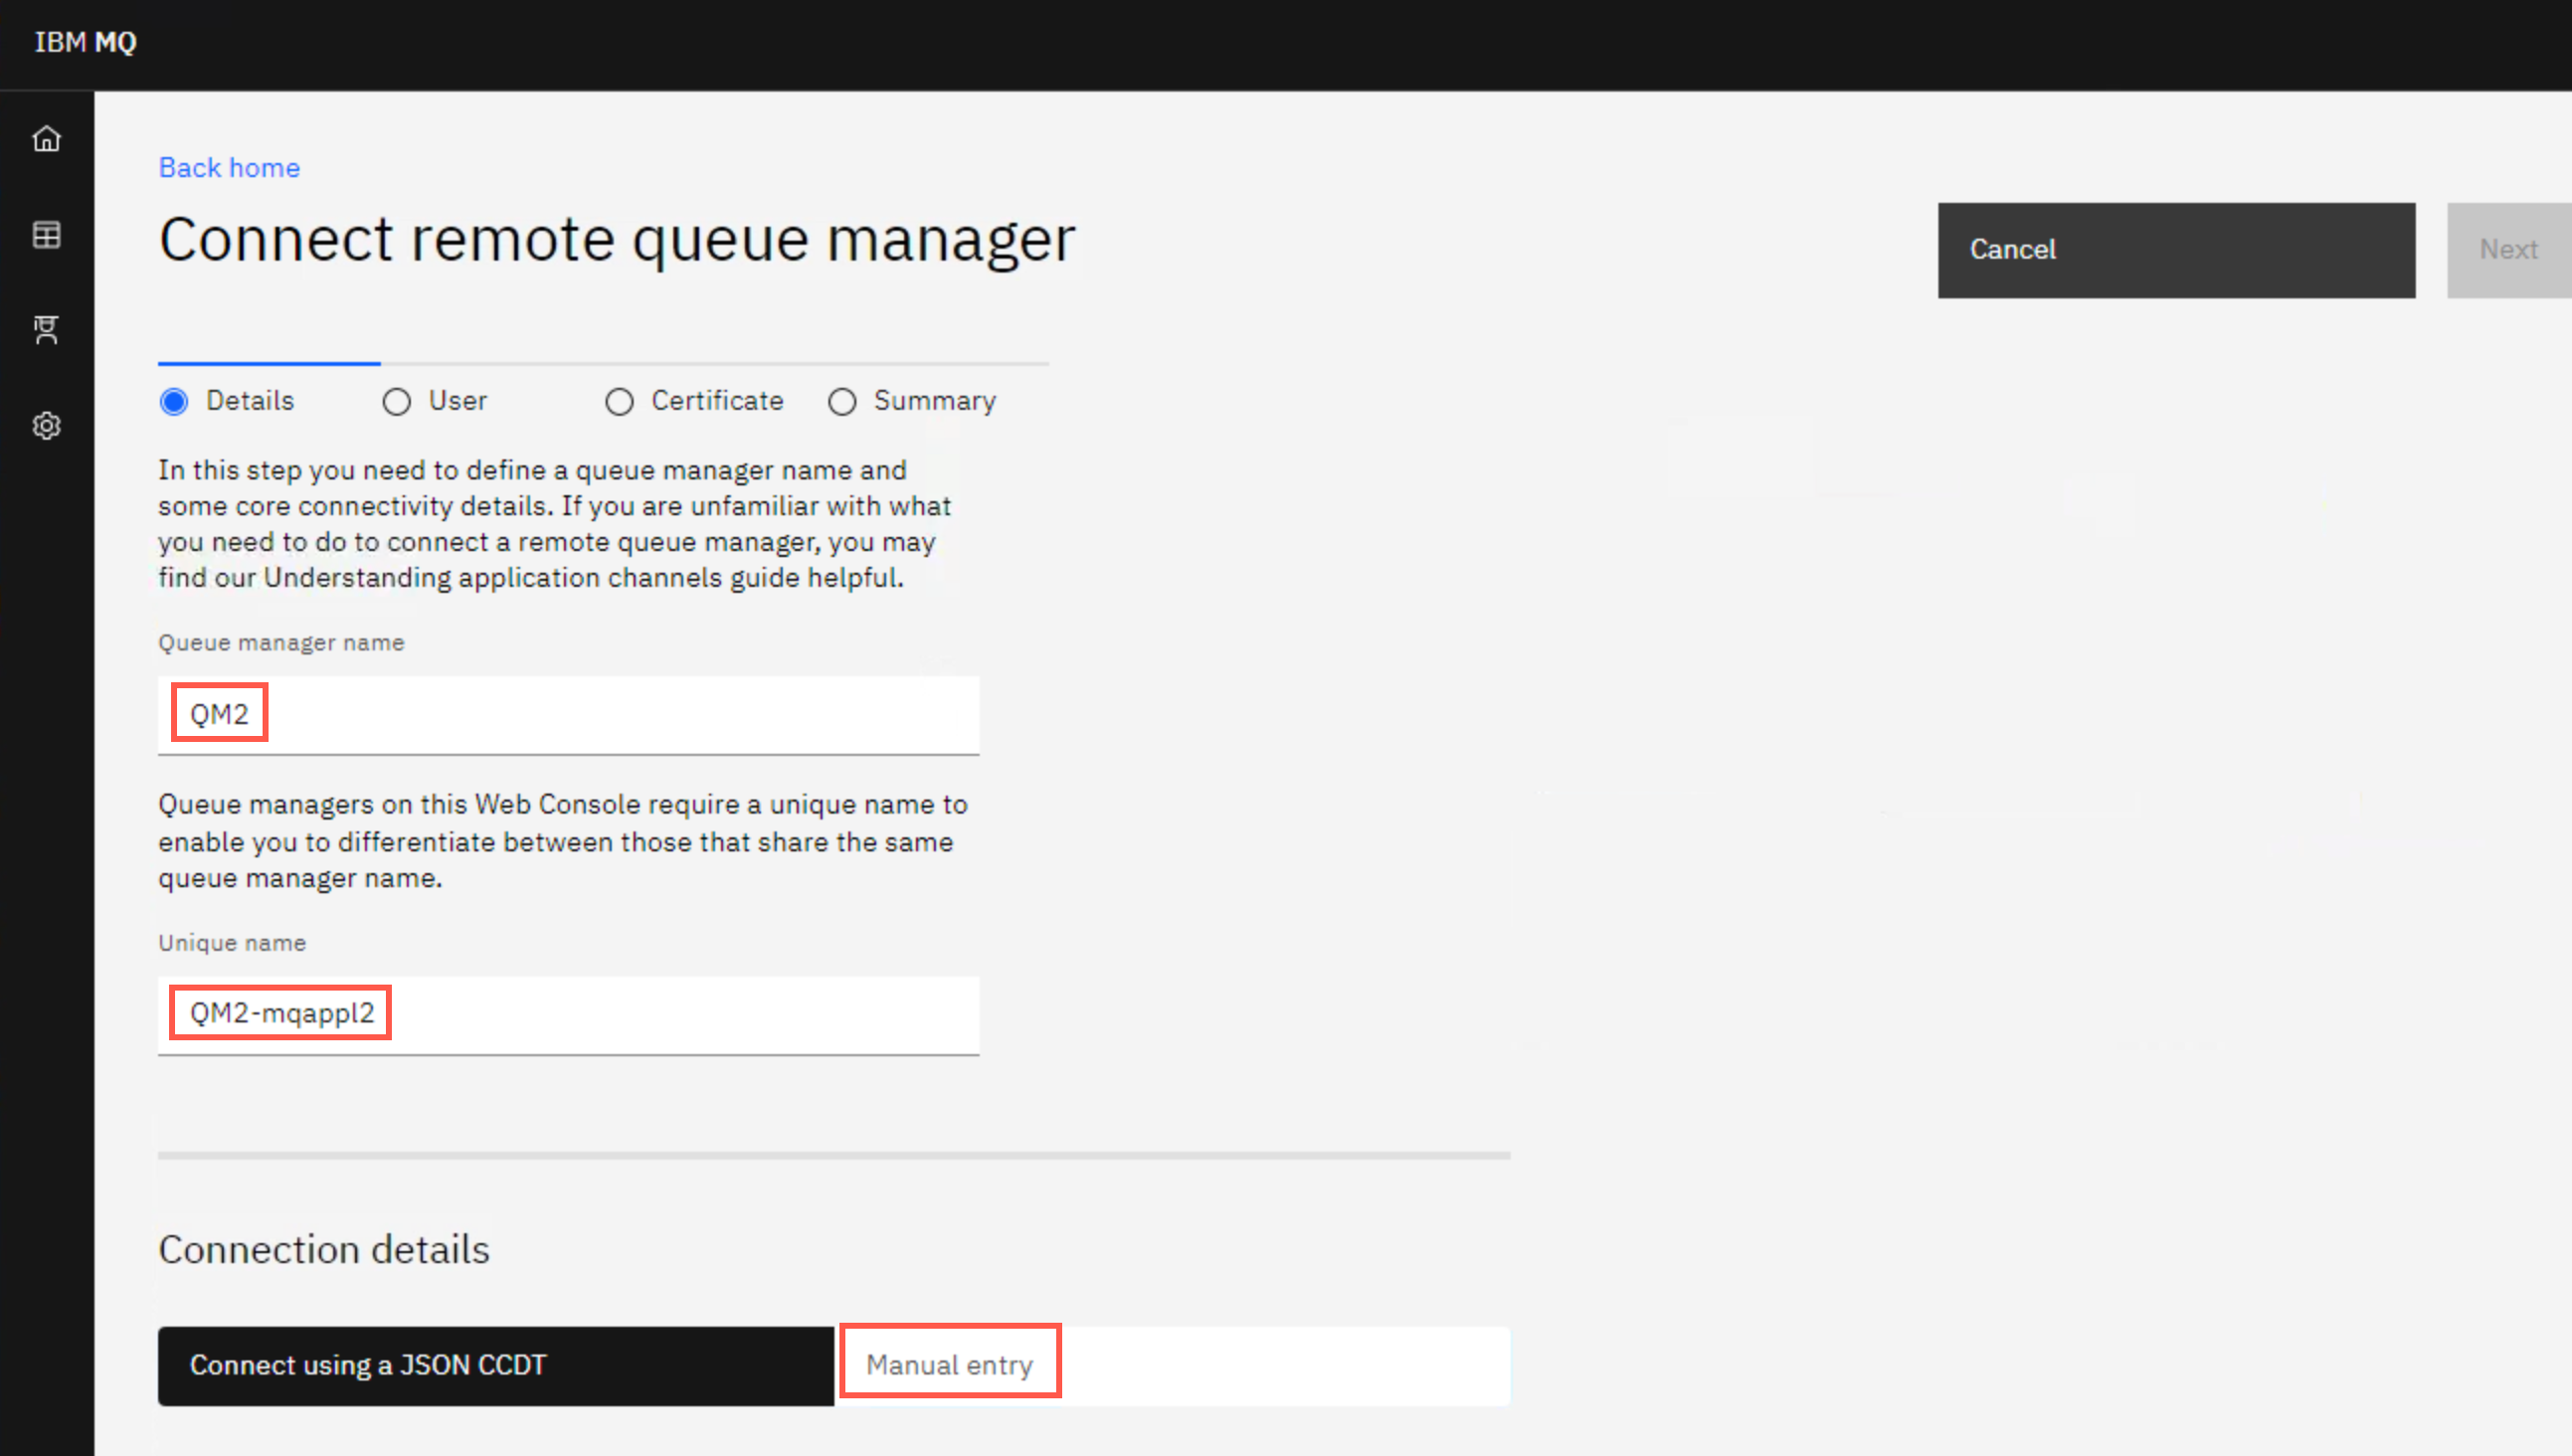 IBM MQ
Back home
Connect remote queue manager
Cancel
Next
Details
User
Certificate
Summary
In this step you need to define a queue manager name and
some core connectivity details. If you are unfamiliar with what
you need to do to connect a remote queue manager, you may
find our Understanding application channels guide helpful.
Queue manager name
QM2
Queue managers on this Web Console require a unique name to
enable you to differentiate between those that share the same
queue manager name.
Unique name
QM2-mqappl2
Connection details
Connect using a JSON CCDT
Manual entry